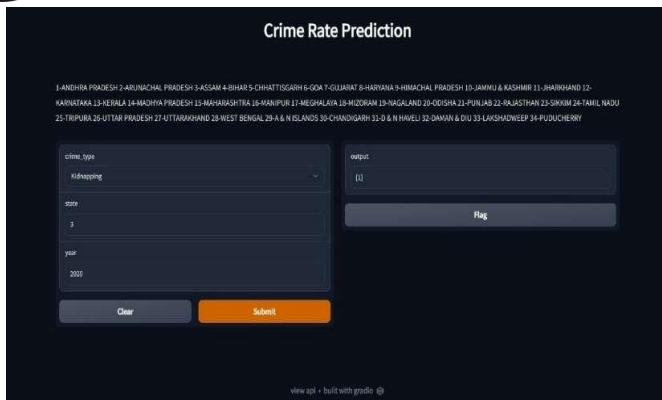 Crime Rate Prediction
1-ANDHRA PRADESH 2-ARUNACHAL PRADESH 3-ASSAM 4-BIHAR 5-CHHATTISGARH 6-GOA 7-GUJARAT 8-HARYANA 9-HIMACHAL PRADESH 10-JAMMU & KASHMIR 11-JHARKHAND 12-
KARNATAKA 13-KERALA 14-MADHYA PRADESH 15-MAHARASHTRA 16-MANIPUR 17-MEGHALAYA 18-MIZORAM 19-NAGALAND 20-ODISHA 21-PUNJAB 22-RAJASTHAN 23-SIKKIM 24-TAMIL NADU
25-TRIPURA 26-UTTAR PRADESH 27-UTTARAKHAND 28-WEST BENGAL 29-A & N ISLANDS 30-CHANDIGARH 31-D & N HAVELI 32-DAMAN & DIU 33-LAKSHADWEEP 34-PUDUCHERRY
crime_type
Kidnapping
state
3
year
2020
Clear
Submit
output
[1]
Flag
view api • built with gradio